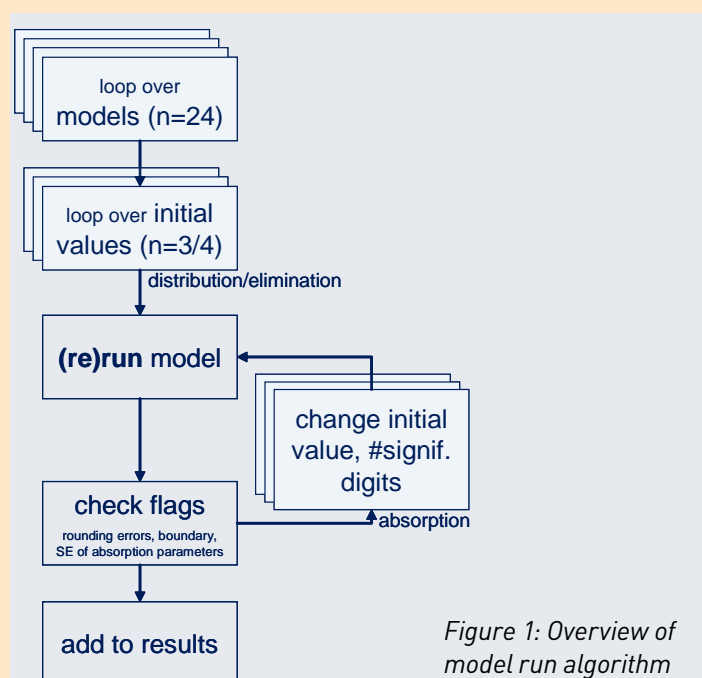 loop over
models (n=24)
loop over initial
values (n=3/4)
distribution/elimination
(re)run model
change initial
value, #signif.
digits
absorption
check flags
rounding errors, boundary,
SE of absorption parameters
add to results
Figure 1: Overview of
model run algorithm